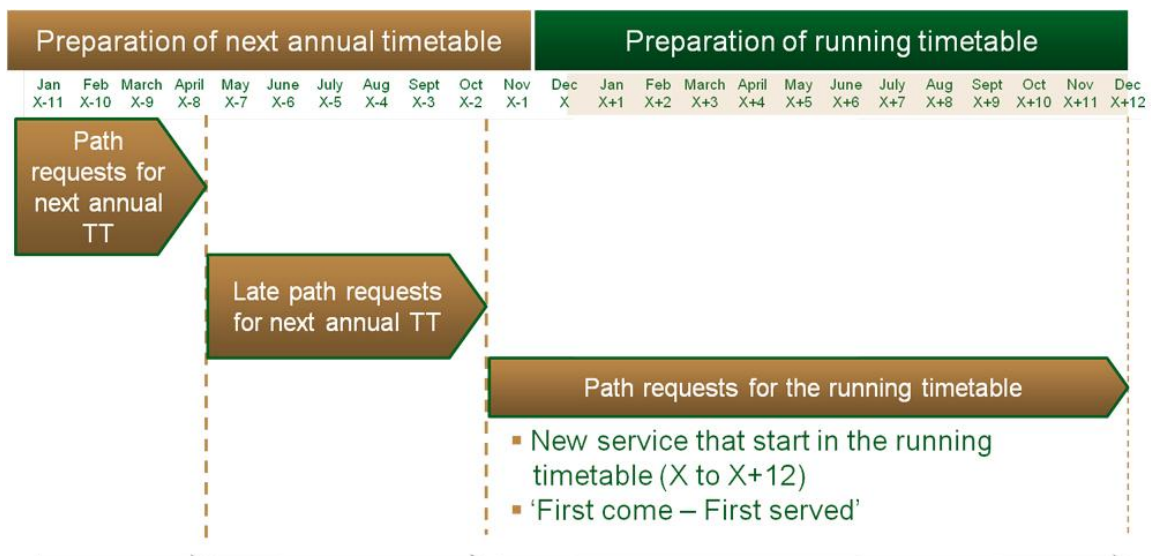 Preparation of next annual timetable
Preparation of running timetable
Jan Feb March April May June July Aug Sept Oct Nov Dec Jan Feb March April May June July Aug Sept Oct Nov Dec
X-11 X-10 X-9 X-8 X-7 X-6 X-5 X-4 X-3 X-2 X-1 X X+1 X+2 X+3 X+4 X+5 X+6 X+7 X+8 X+9 X+10 X+11 X+12
Path
requests for
next annual
TT
Late path requests
for next annual TT
Path requests for the running timetable
▪ New service that start in the running
timetable (X to X+12)
▪ ‘First come – First served’